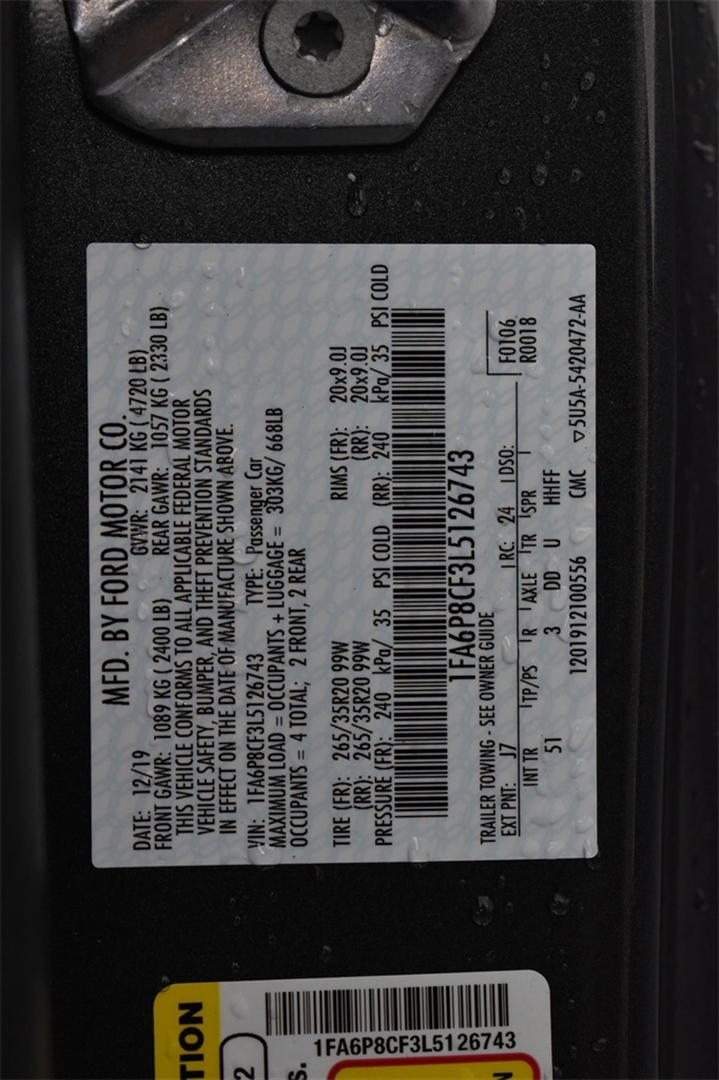 MFD. BY FORD MOTOR CO.
DATE: 12/19 GVWR: 2141 KG ( 4720 LB)
FRONT GAWR: 1089 KG ( 2400 LB) REAR GAWR: 1057 KG ( 2330 LB)
THIS VEHICLE CONFORMS TO ALL APPLICABLE FEDERAL MOTOR
VEHICLE SAFETY, BUMPER, AND THEFT PREVENTION STANDARDS
IN EFFECT ON THE DATE OF MANUFACTURE SHOWN ABOVE.
VIN: 1FA6P8CF3L5126743 TYPE: Passenger Car
MAXIMUM LOAD = OCCUPANTS + LUGGAGE = 303KG/ 668LB
OCCUPANTS = 4 TOTAL; 2 FRONT, 2 REAR
TIRE (FR): 265/35R20 99W RIMS (FR): 20x9.0J
(RR): 265/35R20 99W (RR): 20x9.0J
PRESSURE (FR): 240 kPa/ 35 PSI COLD (RR): 240 kPa/ 35 PSI COLD
1FA6P8CF3L5126743
TRAILER TOWING - SEE OWNER GUIDE
EXT PNT: J7 RC: 24 DSO: F0106
R0018
INT TR TP/PS R AXLE TR SPR
51 3 DD U HHFF
1201912100556 CMC ▽5U5A-5420472-AA
1FA6P8CF3L5126743